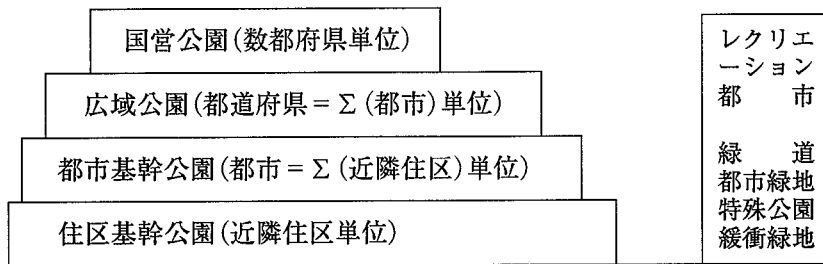 国営公園(数都府県単位)
広域公園(都道府県=Σ(都市)単位)
都市基幹公園(都市=Σ(近隣住区)単位)
住区基幹公園(近隣住区単位)
レクリエ
ーション
都　　市
緑　　道
都市緑地
特殊公園
緩衝緑地